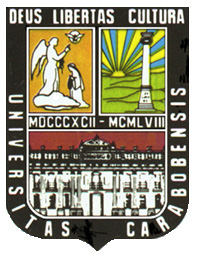 DEUS LIBERTAS CULTURA
MDCCCXCII - MCMLVIII
UNIVERSITAS
CARABOBENSIS